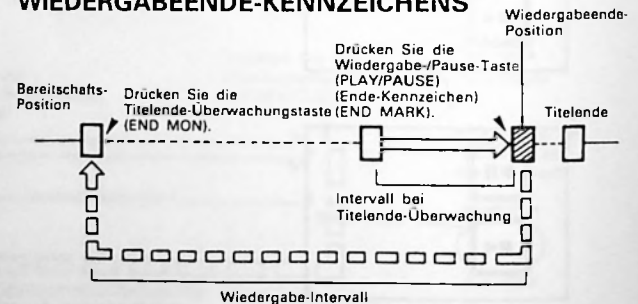 WIEDERGABEENDE-KENNZEICHENS
Wiedergabeende-
Position
Drücken Sie die
Wiedergabe-/Pause-Taste
(PLAY/PAUSE)
(Ende-Kennzeichen)
(END MARK).
Bereitschafts-
Position
Drücken Sie die
Titelende-Überwachungstaste
(END MON).
Titelende
Intervall bei
Titelende-Überwachung
Wiedergabe-Intervall